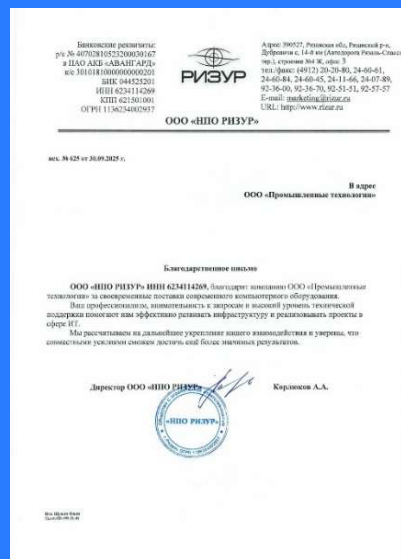 Банковские реквизиты:
р/с № 40702810523200030167
в ПАО АКБ «АВАНГАРД»
к/с 30101810000000000201
БИК 044525201
ИНН 6234114269
КПП 621501001
ОГРН 1136234002937
РИЗУР
Адрес: 390527, Рязанская обл, Рязанский р-н,
Дубровичи с, 14-й км (Автодорога Рязань-Спасск
тер.), строение 4 офис 3
тел./факс: (4912) 20-20-80, 24-60-61,
24-60-84, 24-60-45, 24-11-66, 24-07-89,
92-36-00, 92-36-70, 92-51-51, 92-57-57
E-mail: marketing@rizur.ru
URL: http://www.rizur.ru
ООО «НПО РИЗУР»
исх. № 625 от 30.09.2025 г.
В адрес
ООО «Промышленные технологии»
Благодарственное письмо
ООО «НПО РИЗУР» ИНН 6234114269, благодарит компанию ООО «Промышленные
технологии» за своевременные поставки современного компьютерного оборудования.
Ваш профессионализм, внимательность к запросам и высокий уровень технической
поддержки помогают нам эффективно развивать инфраструктуру и реализовывать проекты в
сфере ИТ.
Мы рассчитываем на дальнейшее укрепление нашего взаимодействия и уверены, что
совместными усилиями сможем достичь ещё более значимых результатов.
Директор ООО «НПО РИЗУР» Кирлюков А.А.
«НПО РИЗУР»